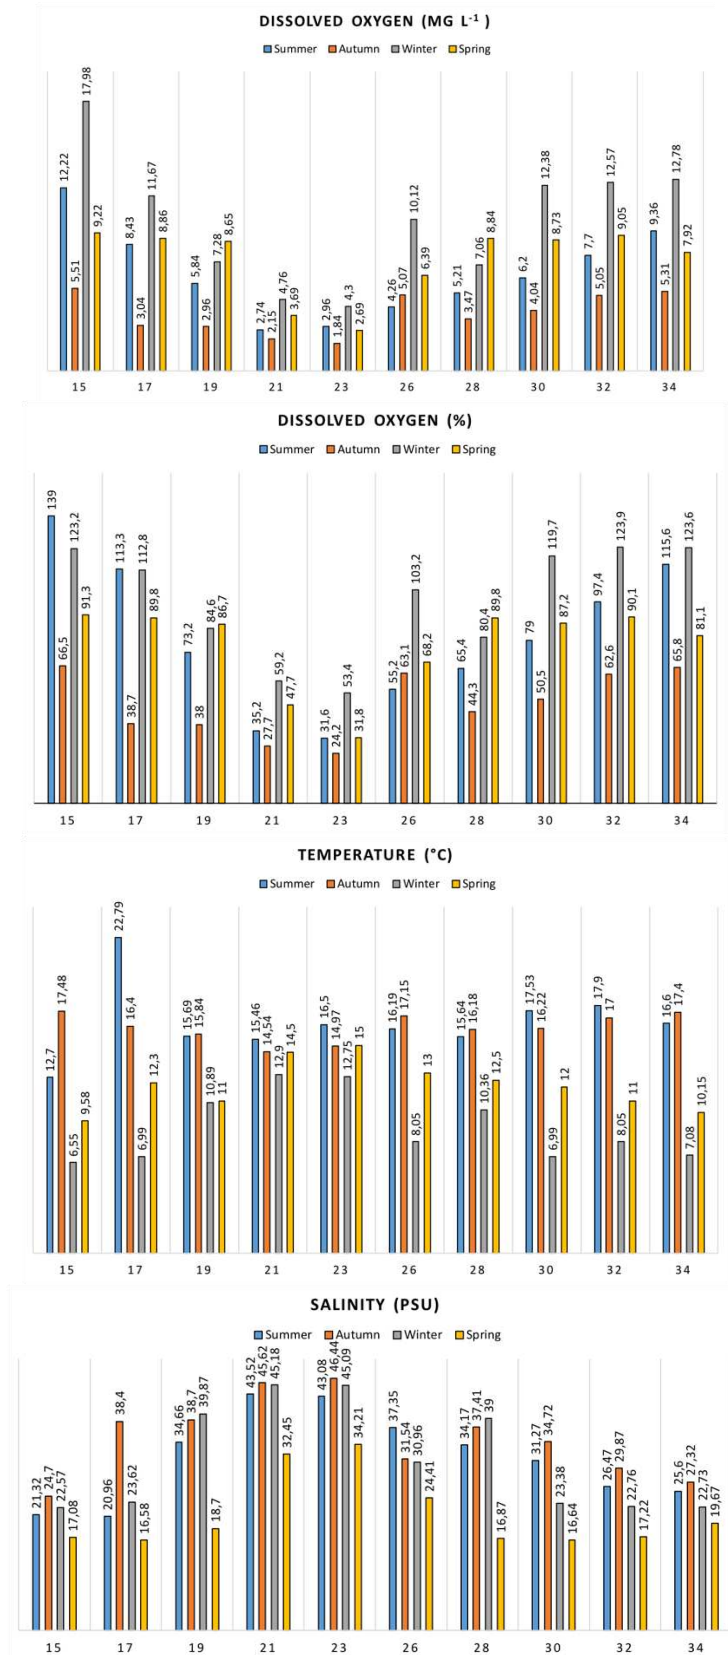 DISSOLVED OXYGEN (MG L-1 )
Summer Autumn Winter Spring
12,22 5,51 17,98 9,22
8,43 3,04 11,67 8,86
5,84 2,96 7,28 8,65
2,74 2,15 4,76 3,69
2,96 1,84 4,3 2,69
4,26 5,07 10,12 6,39
5,21 3,47 7,06 8,84
6,2 4,04 12,38 8,73
7,7 5,05 12,57 9,05
9,36 5,31 12,78 7,92
15 17 19 21 23 26 28 30 32 34
DISSOLVED OXYGEN (%)
Summer Autumn Winter Spring
139 66,5 123,2 91,3
113,3 38,7 112,8 89,8
73,2 38 84,6 86,7
35,2 27,7 59,2 47,7
31,6 24,2 53,4 31,8
55,2 63,1 103,2 68,2
65,4 44,3 80,4 89,8
79 50,5 119,7 87,2
97,4 62,6 123,9 90,1
115,6 65,8 123,6 81,1
15 17 19 21 23 26 28 30 32 34
TEMPERATURE (°C)
Summer Autumn Winter Spring
12,7 17,48 6,55 9,58
22,79 16,4 6,99 12,3
15,69 15,84 10,89 11
15,46 14,54 12,9 14,5
16,5 14,97 12,75 15
16,19 17,15 8,05 13
15,64 16,18 10,36 12,5
17,53 16,22 6,99 12
17,9 17 8,05 11
16,6 17,4 7,08 10,15
15 17 19 21 23 26 28 30 32 34
SALINITY (PSU)
Summer Autumn Winter Spring
21,32 24,7 22,57 17,08
20,96 38,4 23,62 16,58
34,66 38,7 39,87 18,7
43,52 45,62 45,18 32,45
43,08 46,44 45,09 34,21
37,35 31,54 30,96 24,41
34,17 37,41 39 16,87
31,27 34,72 23,38 16,64
26,47 29,87 22,76 17,22
25,6 27,32 22,73 19,67
15 17 19 21 23 26 28 30 32 34